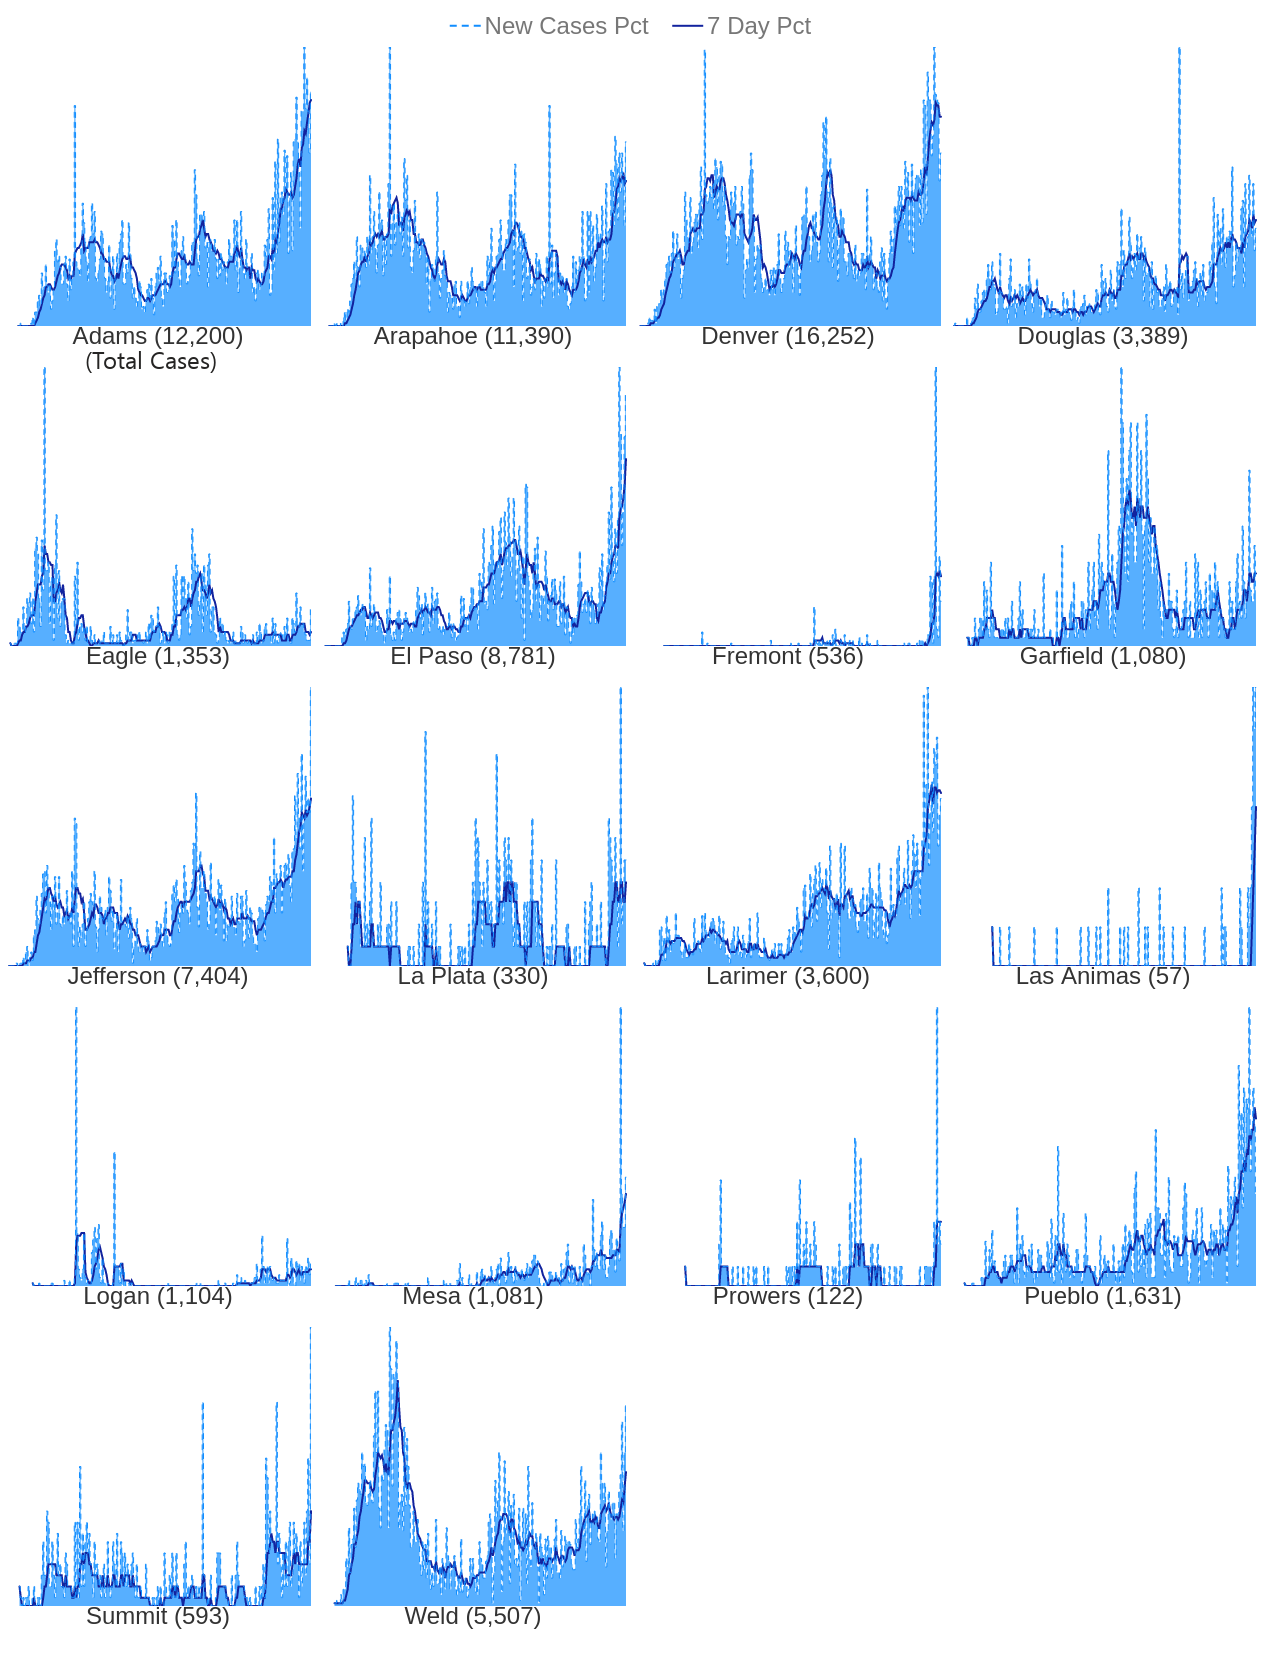 New Cases Pct 7 Day Pct
Adams (12,200) Arapahoe (11,390) Denver (16,252) Douglas (3,389)
(Total Cases)
Eagle (1,353) El Paso (8,781) Fremont (536) Garfield (1,080)
Jefferson (7,404) La Plata (330) Larimer (3,600) Las Animas (57)
Logan (1,104) Mesa (1,081) Prowers (122) Pueblo (1,631)
Summit (593) Weld (5,507)